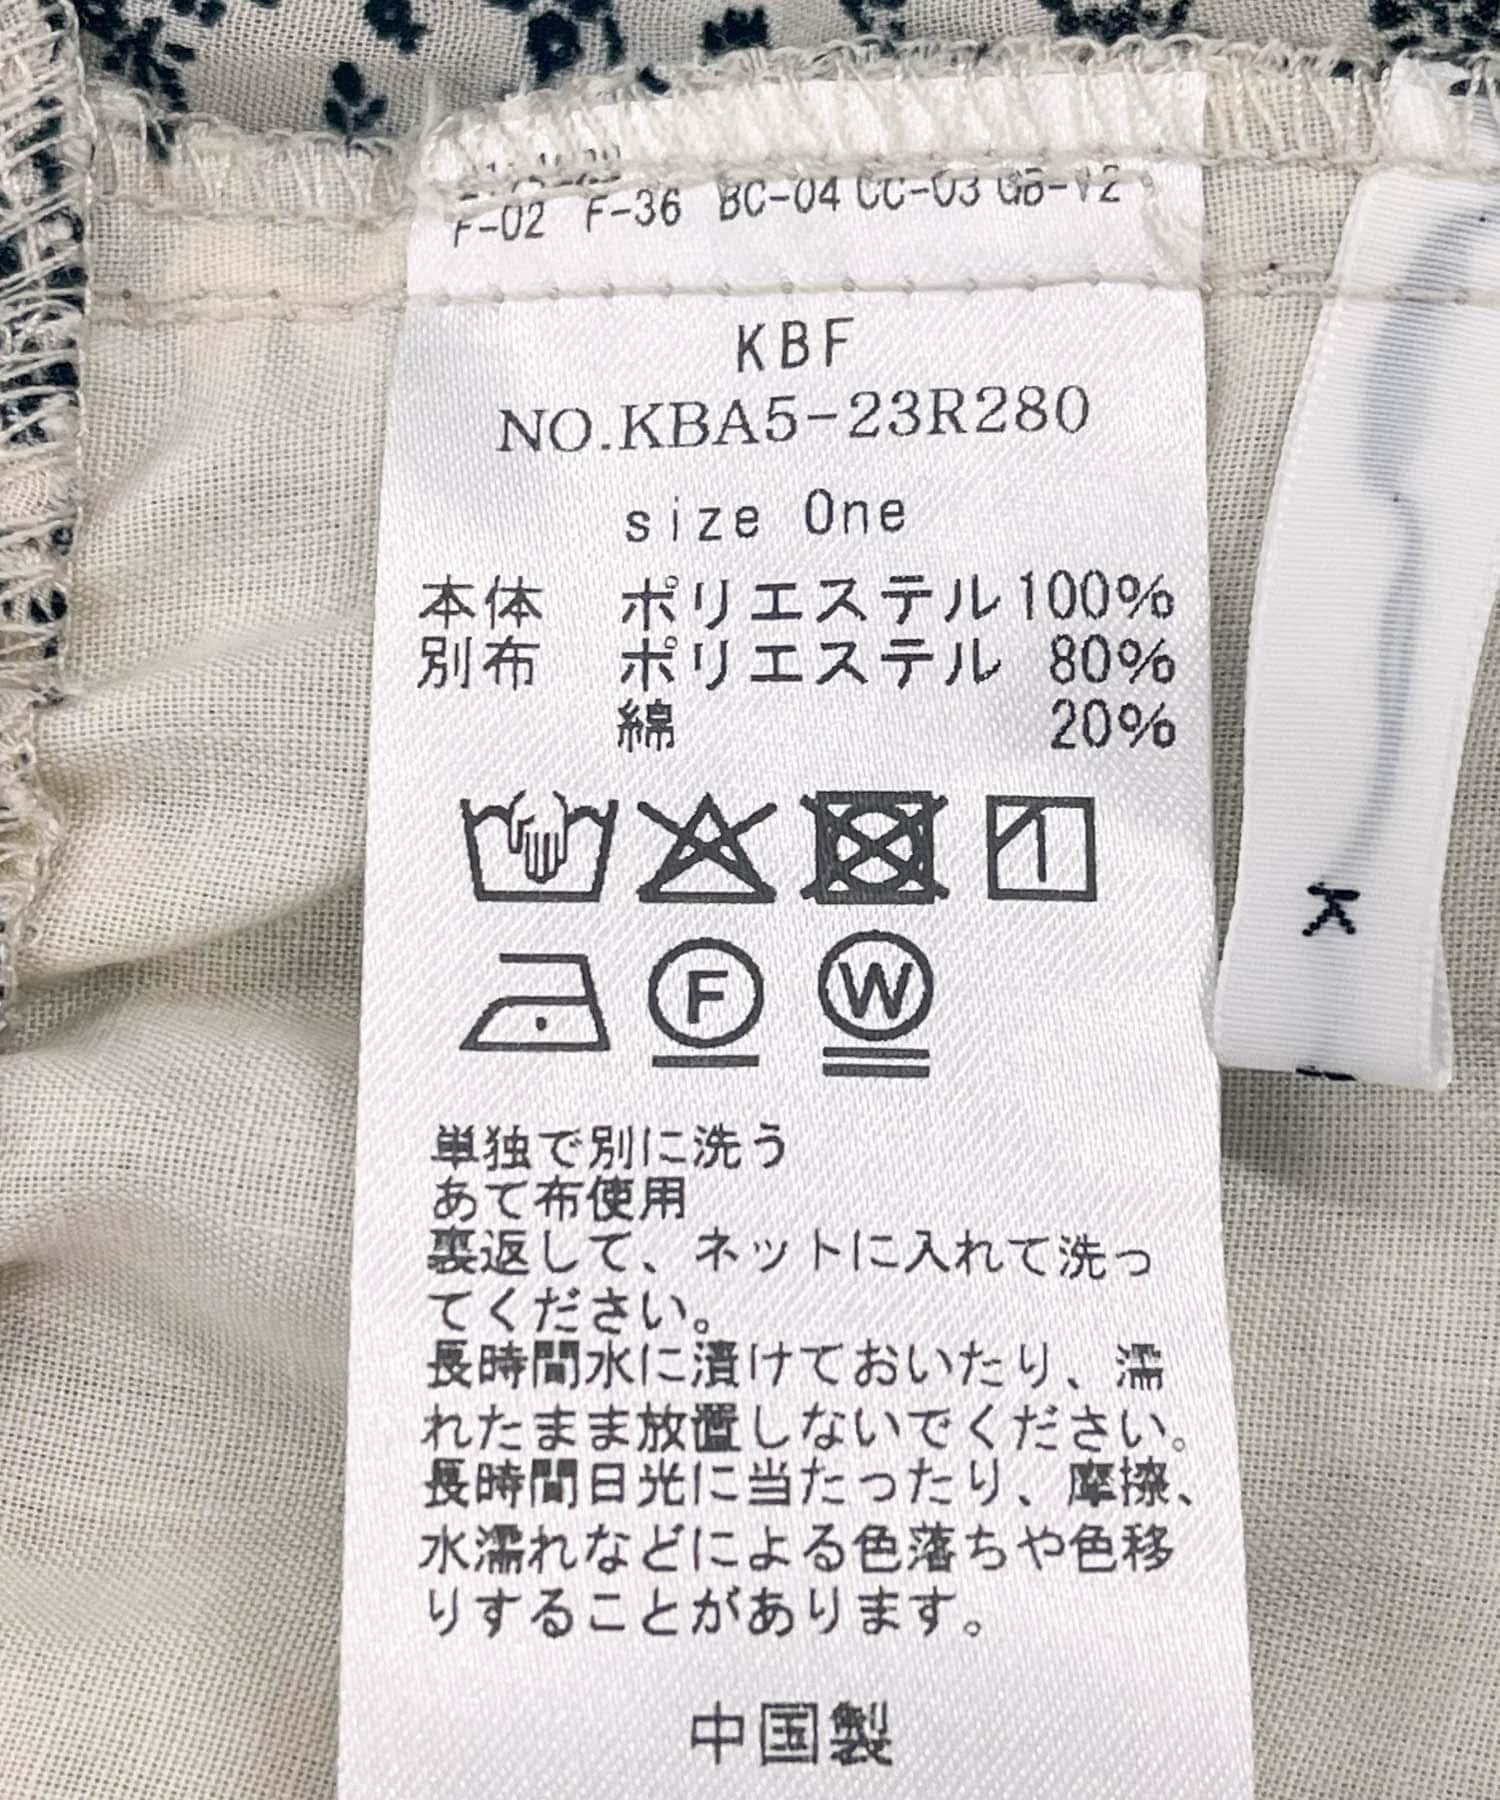 F-02 F-36 BC-04 CC-03 GB-V2
KBF
NO.KBA5-23R280
size One
本体 ポリエステル100%
別布 ポリエステル 80%
綿 20%
F W
単独で別に洗う
あて布使用
裏返して、ネットに入れて洗っ
てください。
長時間水に漬けておいたり、濡
れたまま放置しないでください。
長時間日光に当たったり、摩擦、
水濡れなどによる色落ちや色移
りすることがあります。
中国製
K